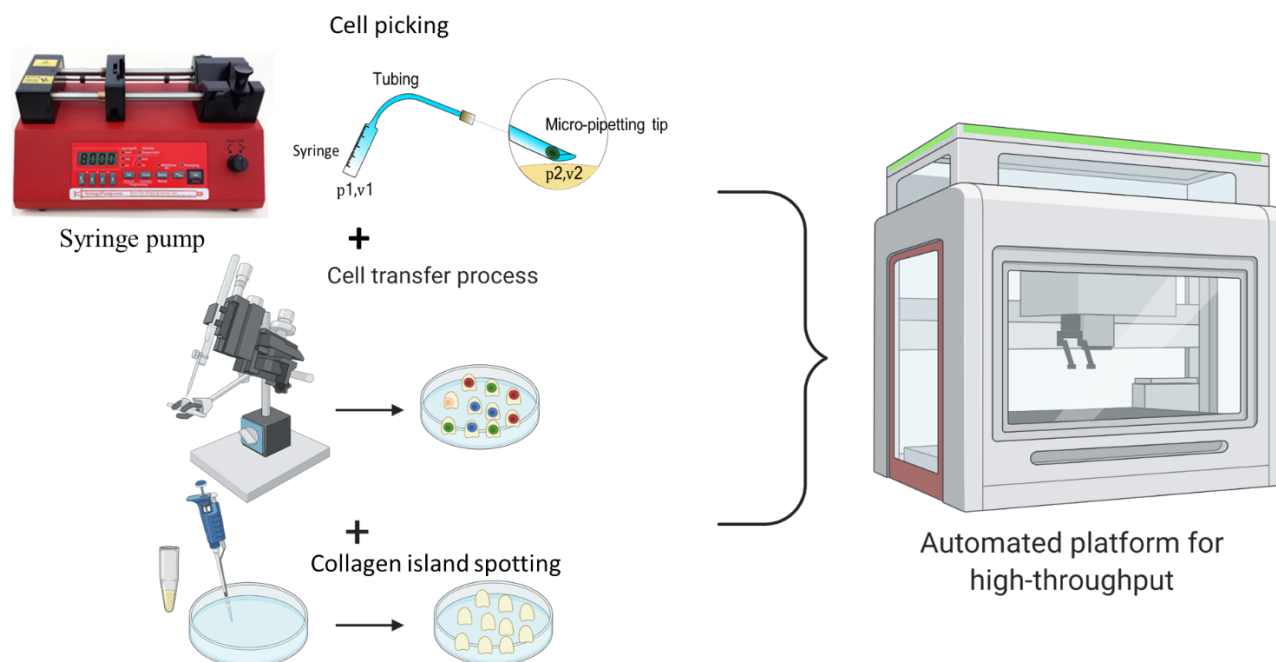 Cell picking
Tubing
Micro-pipetting tip
Syringe
p2,v2
p1,v1
8000
Syringe pump
+
Cell transfer process
+
Collagen island spotting
Automated platform for
high-throughput